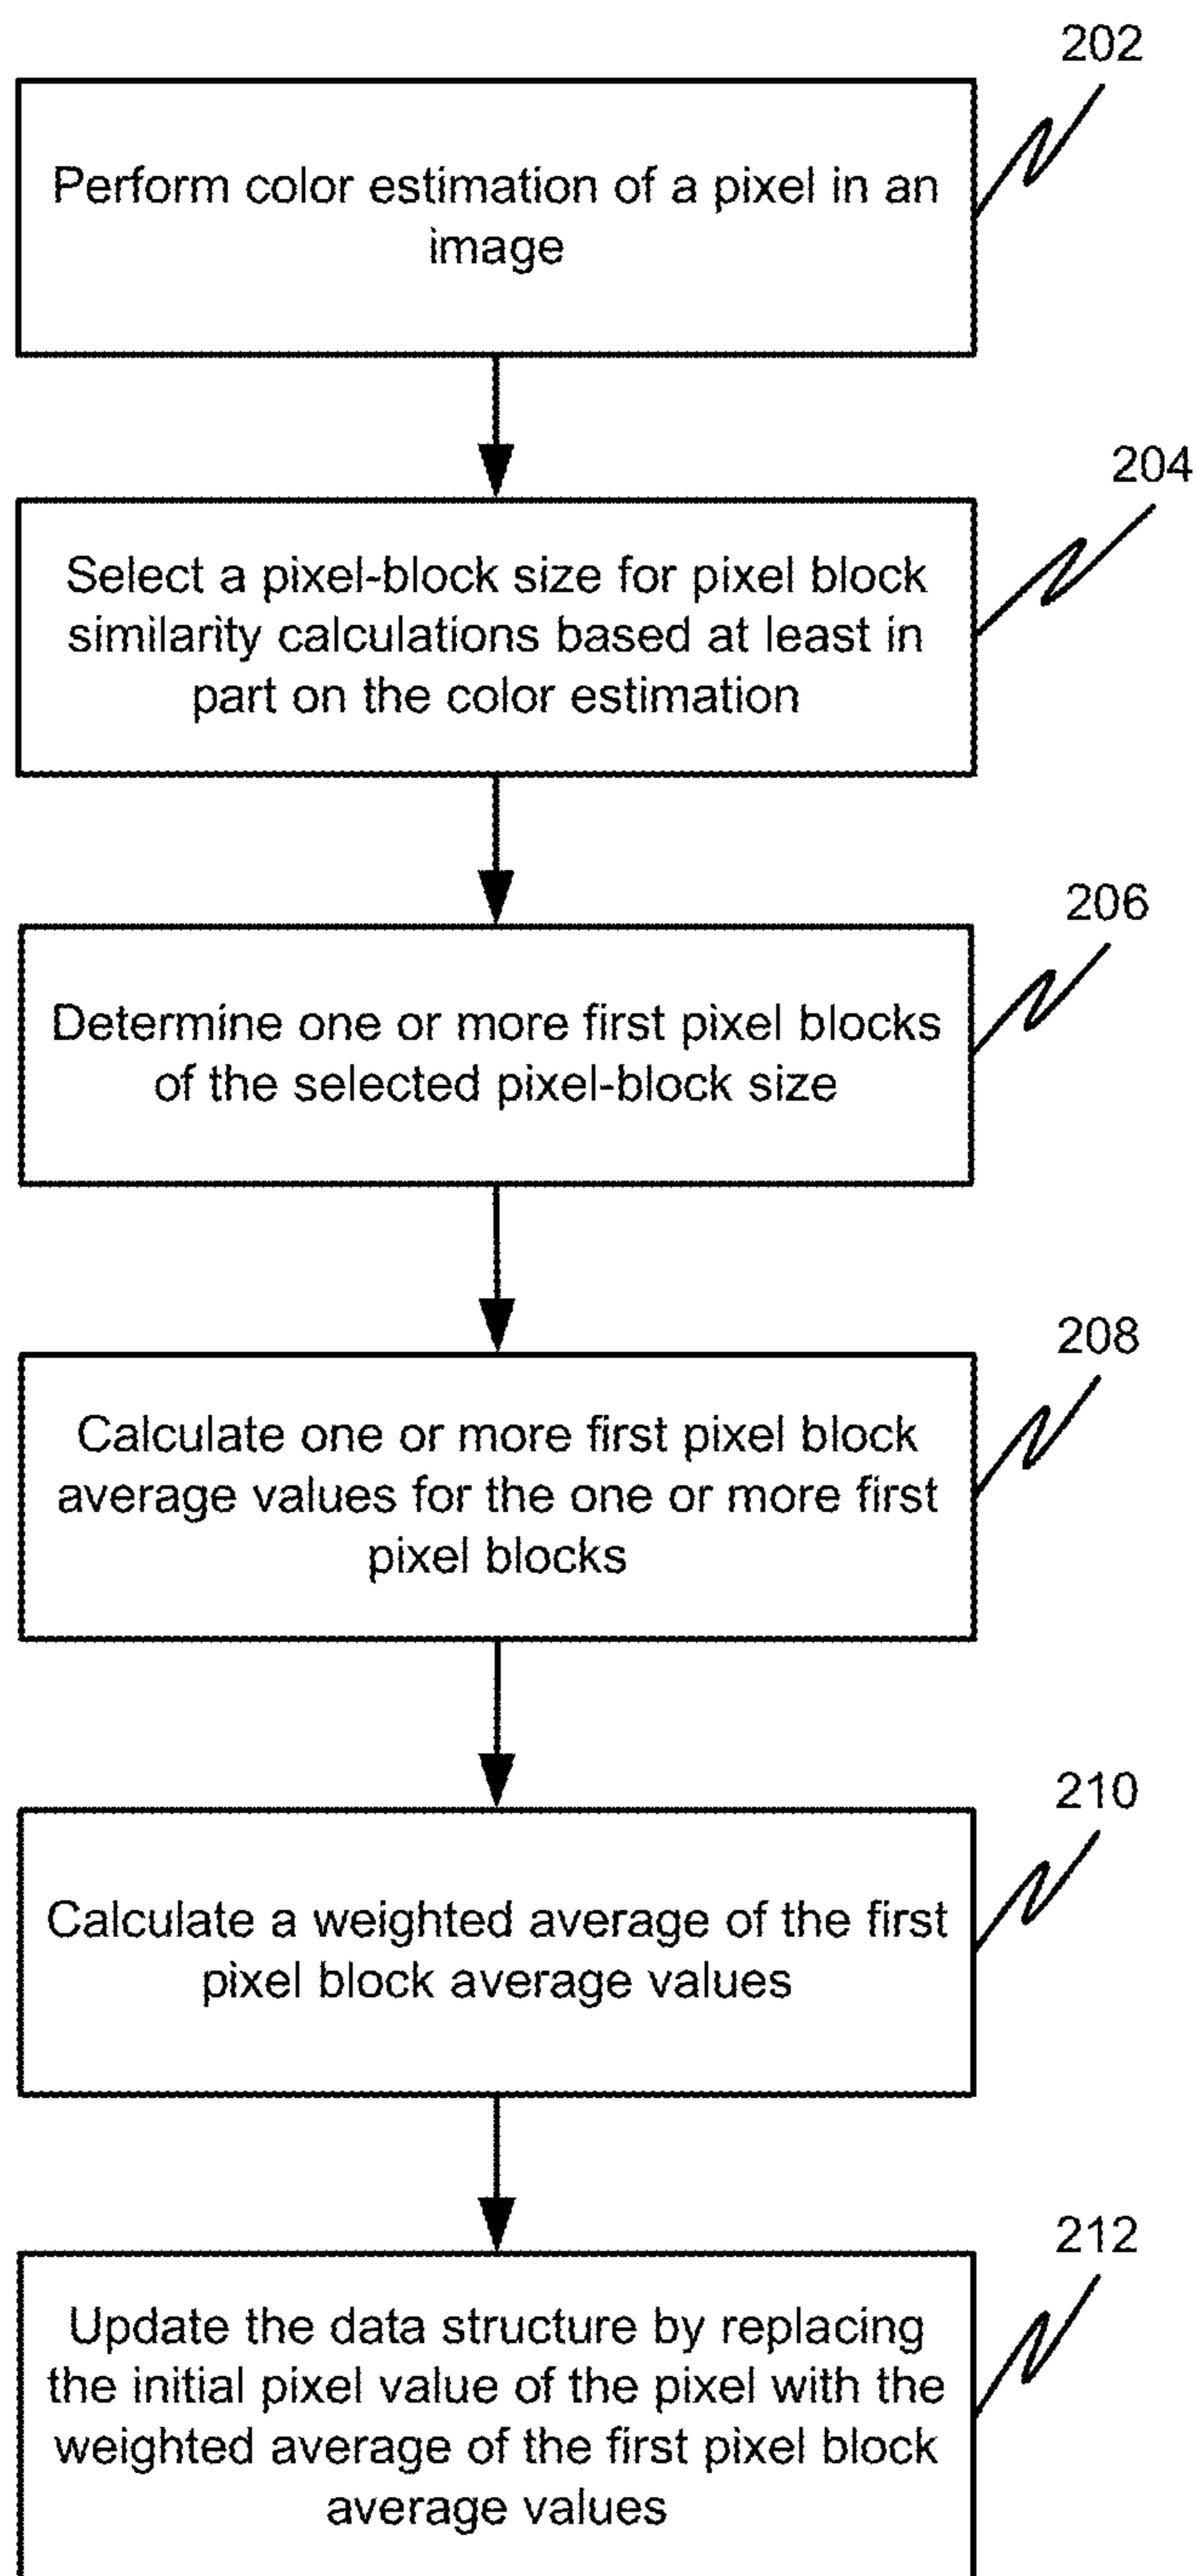 202
Perform color estimation of a pixel in an
image
204
Select a pixel-block size for pixel block
similarity calculations based at least in
part on the color estimation
206
Determine one or more first pixel blocks
of the selected pixel-block size
208
Calculate one or more first pixel block
average values for the one or more first
pixel blocks
210
Calculate a weighted average of the first
pixel block average values
212
Update the data structure by replacing
the initial pixel value of the pixel with the
weighted average of the first pixel block
average values